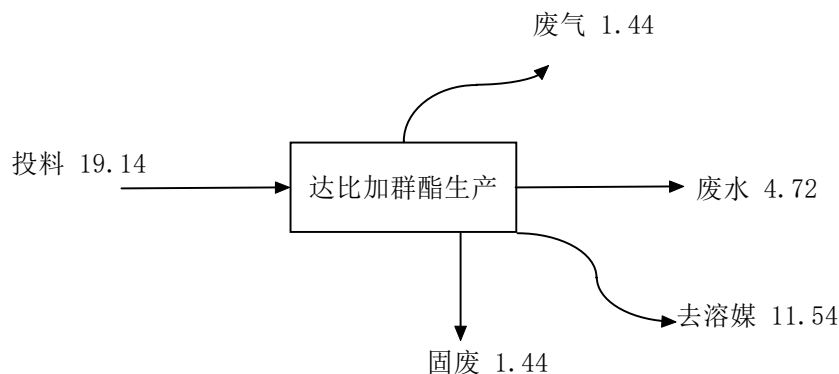 废气 1.44
投料 19.14
达比加群酯生产
废水 4.72
去溶媒 11.54
固废 1.44